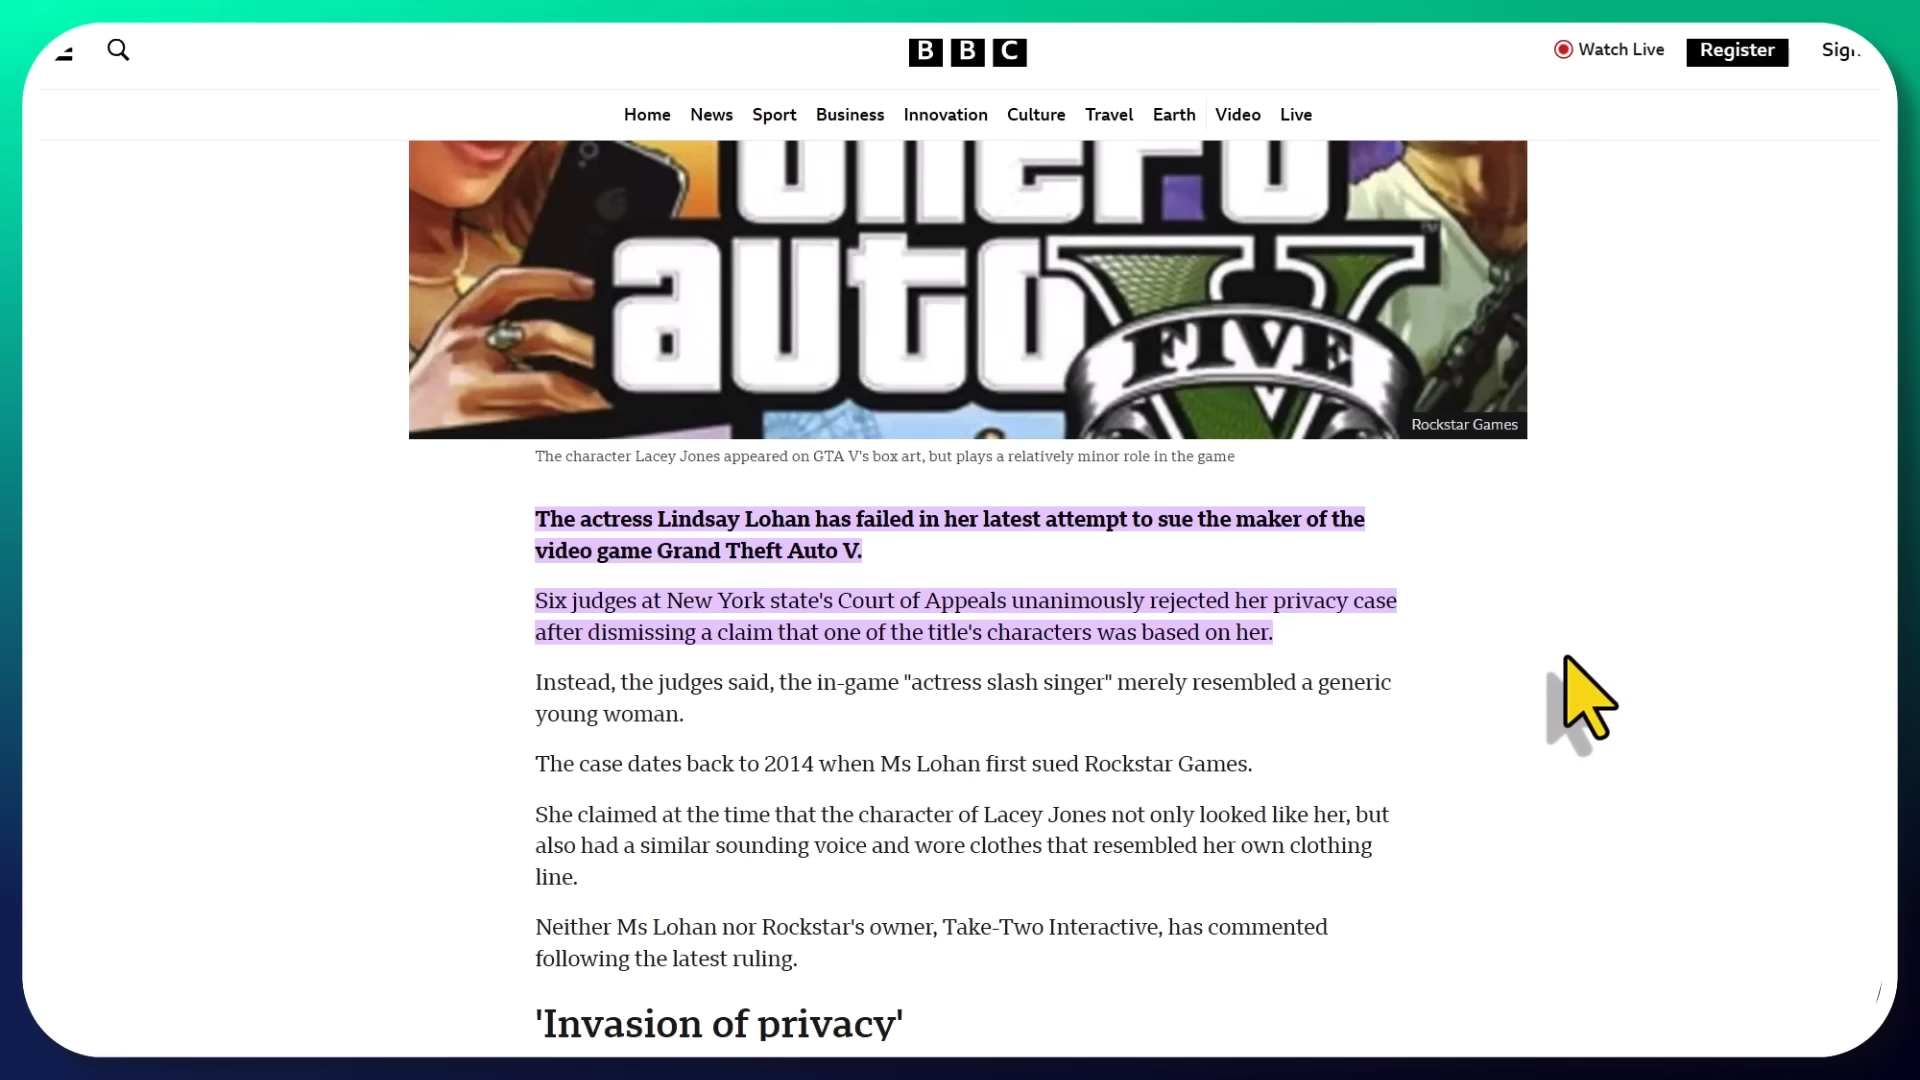 BBC
Watch Live
Register
Home News Sport Business Innovation Culture Travel Earth Video Live
auto
FIVE
Rockstar Games
The character Lacey Jones appeared on GTA V's box art, but plays a relatively minor role in the game
The actress Lindsay Lohan has failed in her latest attempt to sue the maker of the
video game Grand Theft Auto V.
Six judges at New York state's Court of Appeals unanimously rejected her privacy case
after dismissing a claim that one of the title's characters was based on her.
Instead, the judges said, the in-game "actress slash singer" merely resembled a generic
young woman.
The case dates back to 2014 when Ms Lohan first sued Rockstar Games.
She claimed at the time that the character of Lacey Jones not only looked like her, but
also had a similar sounding voice and wore clothes that resembled her own clothing
line.
Neither Ms Lohan nor Rockstar's owner, Take-Two Interactive, has commented
following the latest ruling.
'Invasion of privacy'